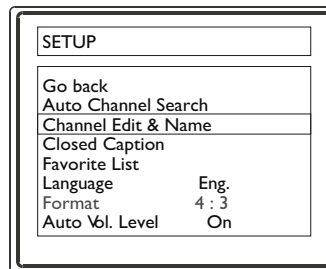 SETUP
Go back
Auto Channel Search
Channel Edit & Name
Closed Caption
Favorite List
Language Eng.
Format 4 : 3
Auto Vol. Level On